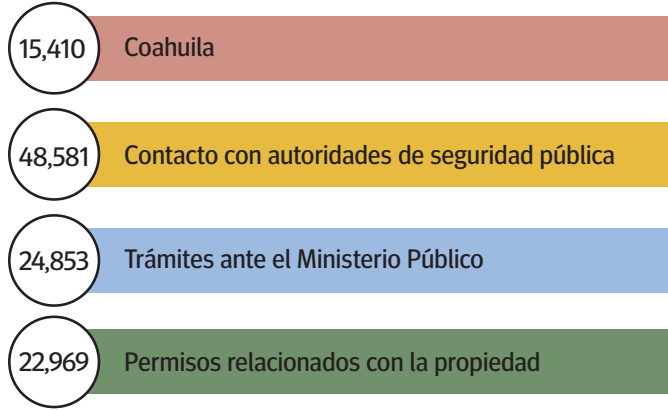 15,410 Coahuila
48,581 Contacto con autoridades de seguridad pública
24,853 Trámites ante el Ministerio Público
22,969 Permisos relacionados con la propiedad